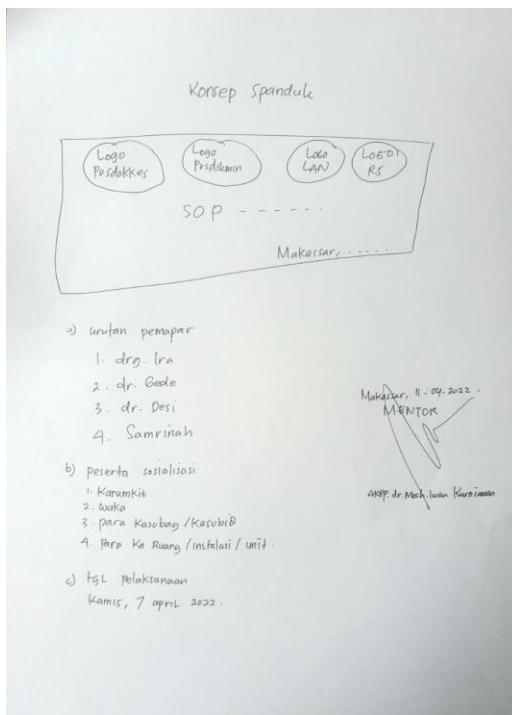 Konsep Spanduk
Logo
Pusdokkes
Logo
Pusdikmin
Logo
LAN
LOGO
RS
SOP - - - - - -
Makassar, . . . . .
a) urutan pemapar
1. drg. Ira
2. dr. Gede
3. dr. Desi
4. Samrinah
b) peserta sosialisasi
1. Karumkit
2. waka
3. para Kasubag / Kasubid
4. Para Ka Ruang / instalasi / unit.
c) tgl pelaksanaan
Kamis, 7 april 2022.
Makassar, 11-04-2022.
MENTOR
AKBP. dr. Moch. Iwan Kurniawan